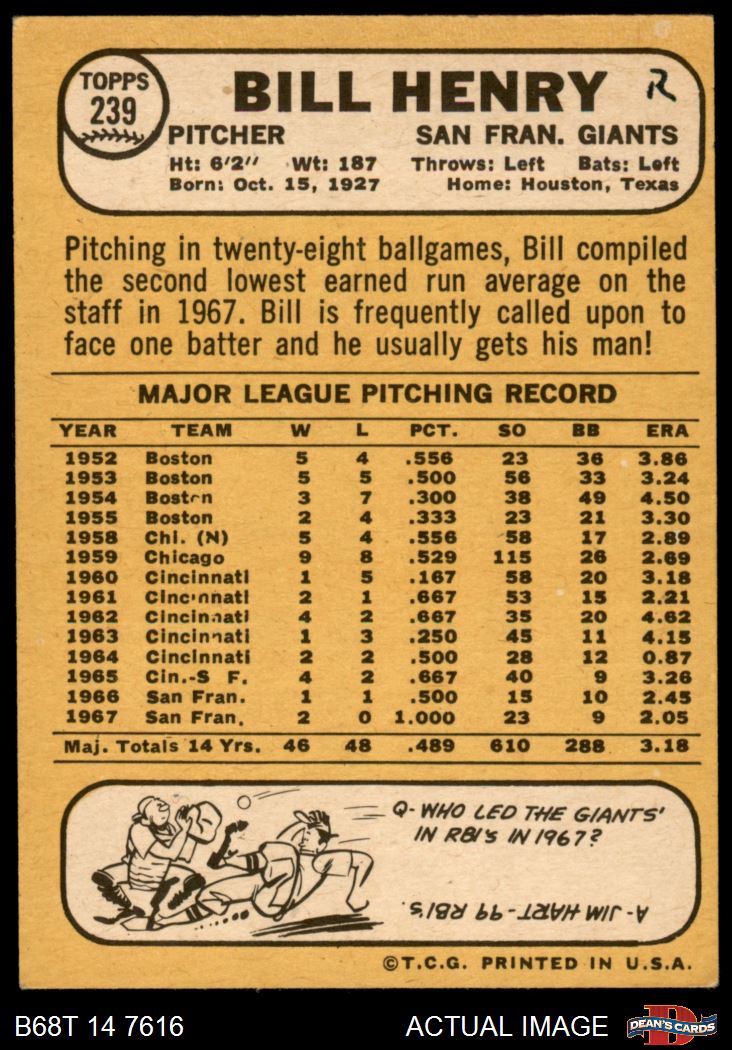 TOPPS
239
BILL HENRY R
PITCHER SAN FRAN. GIANTS
Ht: 6'2" Wt: 187 Throws: Left Bats: Left
Born: Oct. 15, 1927 Home: Houston, Texas
Pitching in twenty-eight ballgames, Bill compiled
the second lowest earned run average on the
staff in 1967. Bill is frequently called upon to
face one batter and he usually gets his man!
MAJOR LEAGUE PITCHING RECORD
YEAR TEAM W L PCT. SO BB ERA
1952 Boston 5 4 .556 23 36 3.86
1953 Boston 5 5 .500 56 33 3.24
1954 Boston 3 7 .300 38 49 4.50
1955 Boston 2 4 .333 23 21 3.30
1958 Chi. (N) 5 4 .556 58 17 2.89
1959 Chicago 9 8 .529 115 26 2.69
1960 Cincinnati 1 5 .167 58 20 3.18
1961 Cincinnati 2 1 .667 53 15 2.21
1962 Cincinnati 4 2 .667 35 20 4.62
1963 Cincinnati 1 3 .250 45 11 4.15
1964 Cincinnati 2 2 .500 28 12 0.87
1965 Cin.-S F. 4 2 .667 40 9 3.26
1966 San Fran. 1 1 .500 15 10 2.45
1967 San Fran. 2 0 1.000 23 9 2.05
Maj. Totals 14 Yrs. 46 48 .489 610 288 3.18
Q- WHO LED THE GIANTS'
IN RBI'S IN 1967?
A- JIM HART - 99 RBI'S.
©T.C.G. PRINTED IN U.S.A.
B68T 14 7616 ACTUAL IMAGE D DEAN'S CARDS